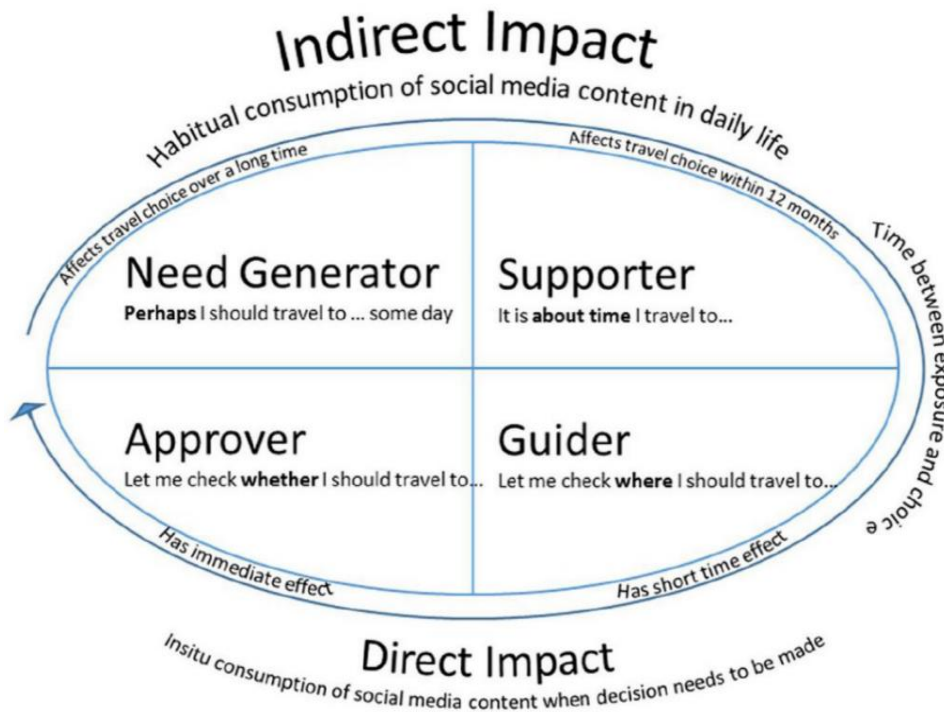 Indirect Impact
Habitual consumption of social media content in daily life
Affects travel choice over a long time
Affects travel choice within 12 months
Time between exposure and choice
Need Generator
Perhaps I should travel to ... some day
Supporter
It is about time I travel to...
Approver
Let me check whether I should travel to...
Guider
Let me check where I should travel to...
Has immediate effect
Has short time effect
Direct Impact
Insitu consumption of social media content when decision needs to be made